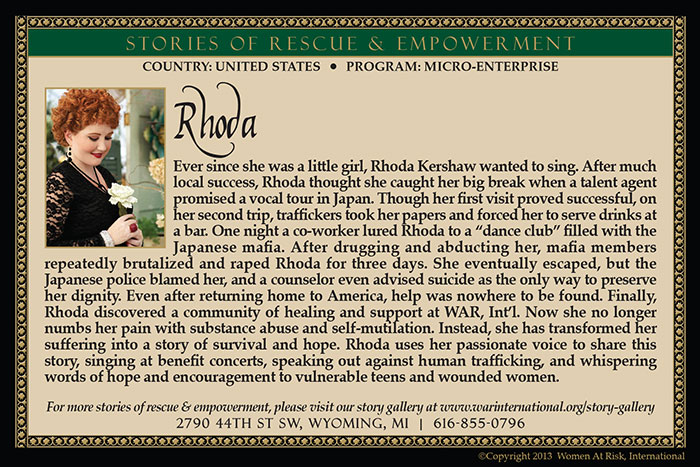 STORIES OF RESCUE & EMPOWERMENT
COUNTRY: UNITED STATES ● PROGRAM: MICRO-ENTERPRISE
Rhoda
Ever since she was a little girl, Rhoda Kershaw wanted to sing. After much
local success, Rhoda thought she caught her big break when a talent agent
promised a vocal tour in Japan. Though her first visit proved successful, on
her second trip, traffickers took her papers and forced her to serve drinks at
a bar. One night a co-worker lured Rhoda to a “dance club” filled with the
Japanese mafia. After drugging and abducting her, mafia members
repeatedly brutalized and raped Rhoda for three days. She eventually escaped, but the
Japanese police blamed her, and a counselor even advised suicide as the only way to preserve
her dignity. Even after returning home to America, help was nowhere to be found. Finally,
Rhoda discovered a community of healing and support at WAR, Int’l. Now she no longer
numbs her pain with substance abuse and self-mutilation. Instead, she has transformed her
suffering into a story of survival and hope. Rhoda uses her passionate voice to share this
story, singing at benefit concerts, speaking out against human trafficking, and whispering
words of hope and encouragement to vulnerable teens and wounded women.
For more stories of rescue & empowerment, please visit our story gallery at www.warinternational.org/story-gallery
2790 44TH ST SW, WYOMING, MI | 616-855-0796
©Copyright 2013 Women At Risk, International